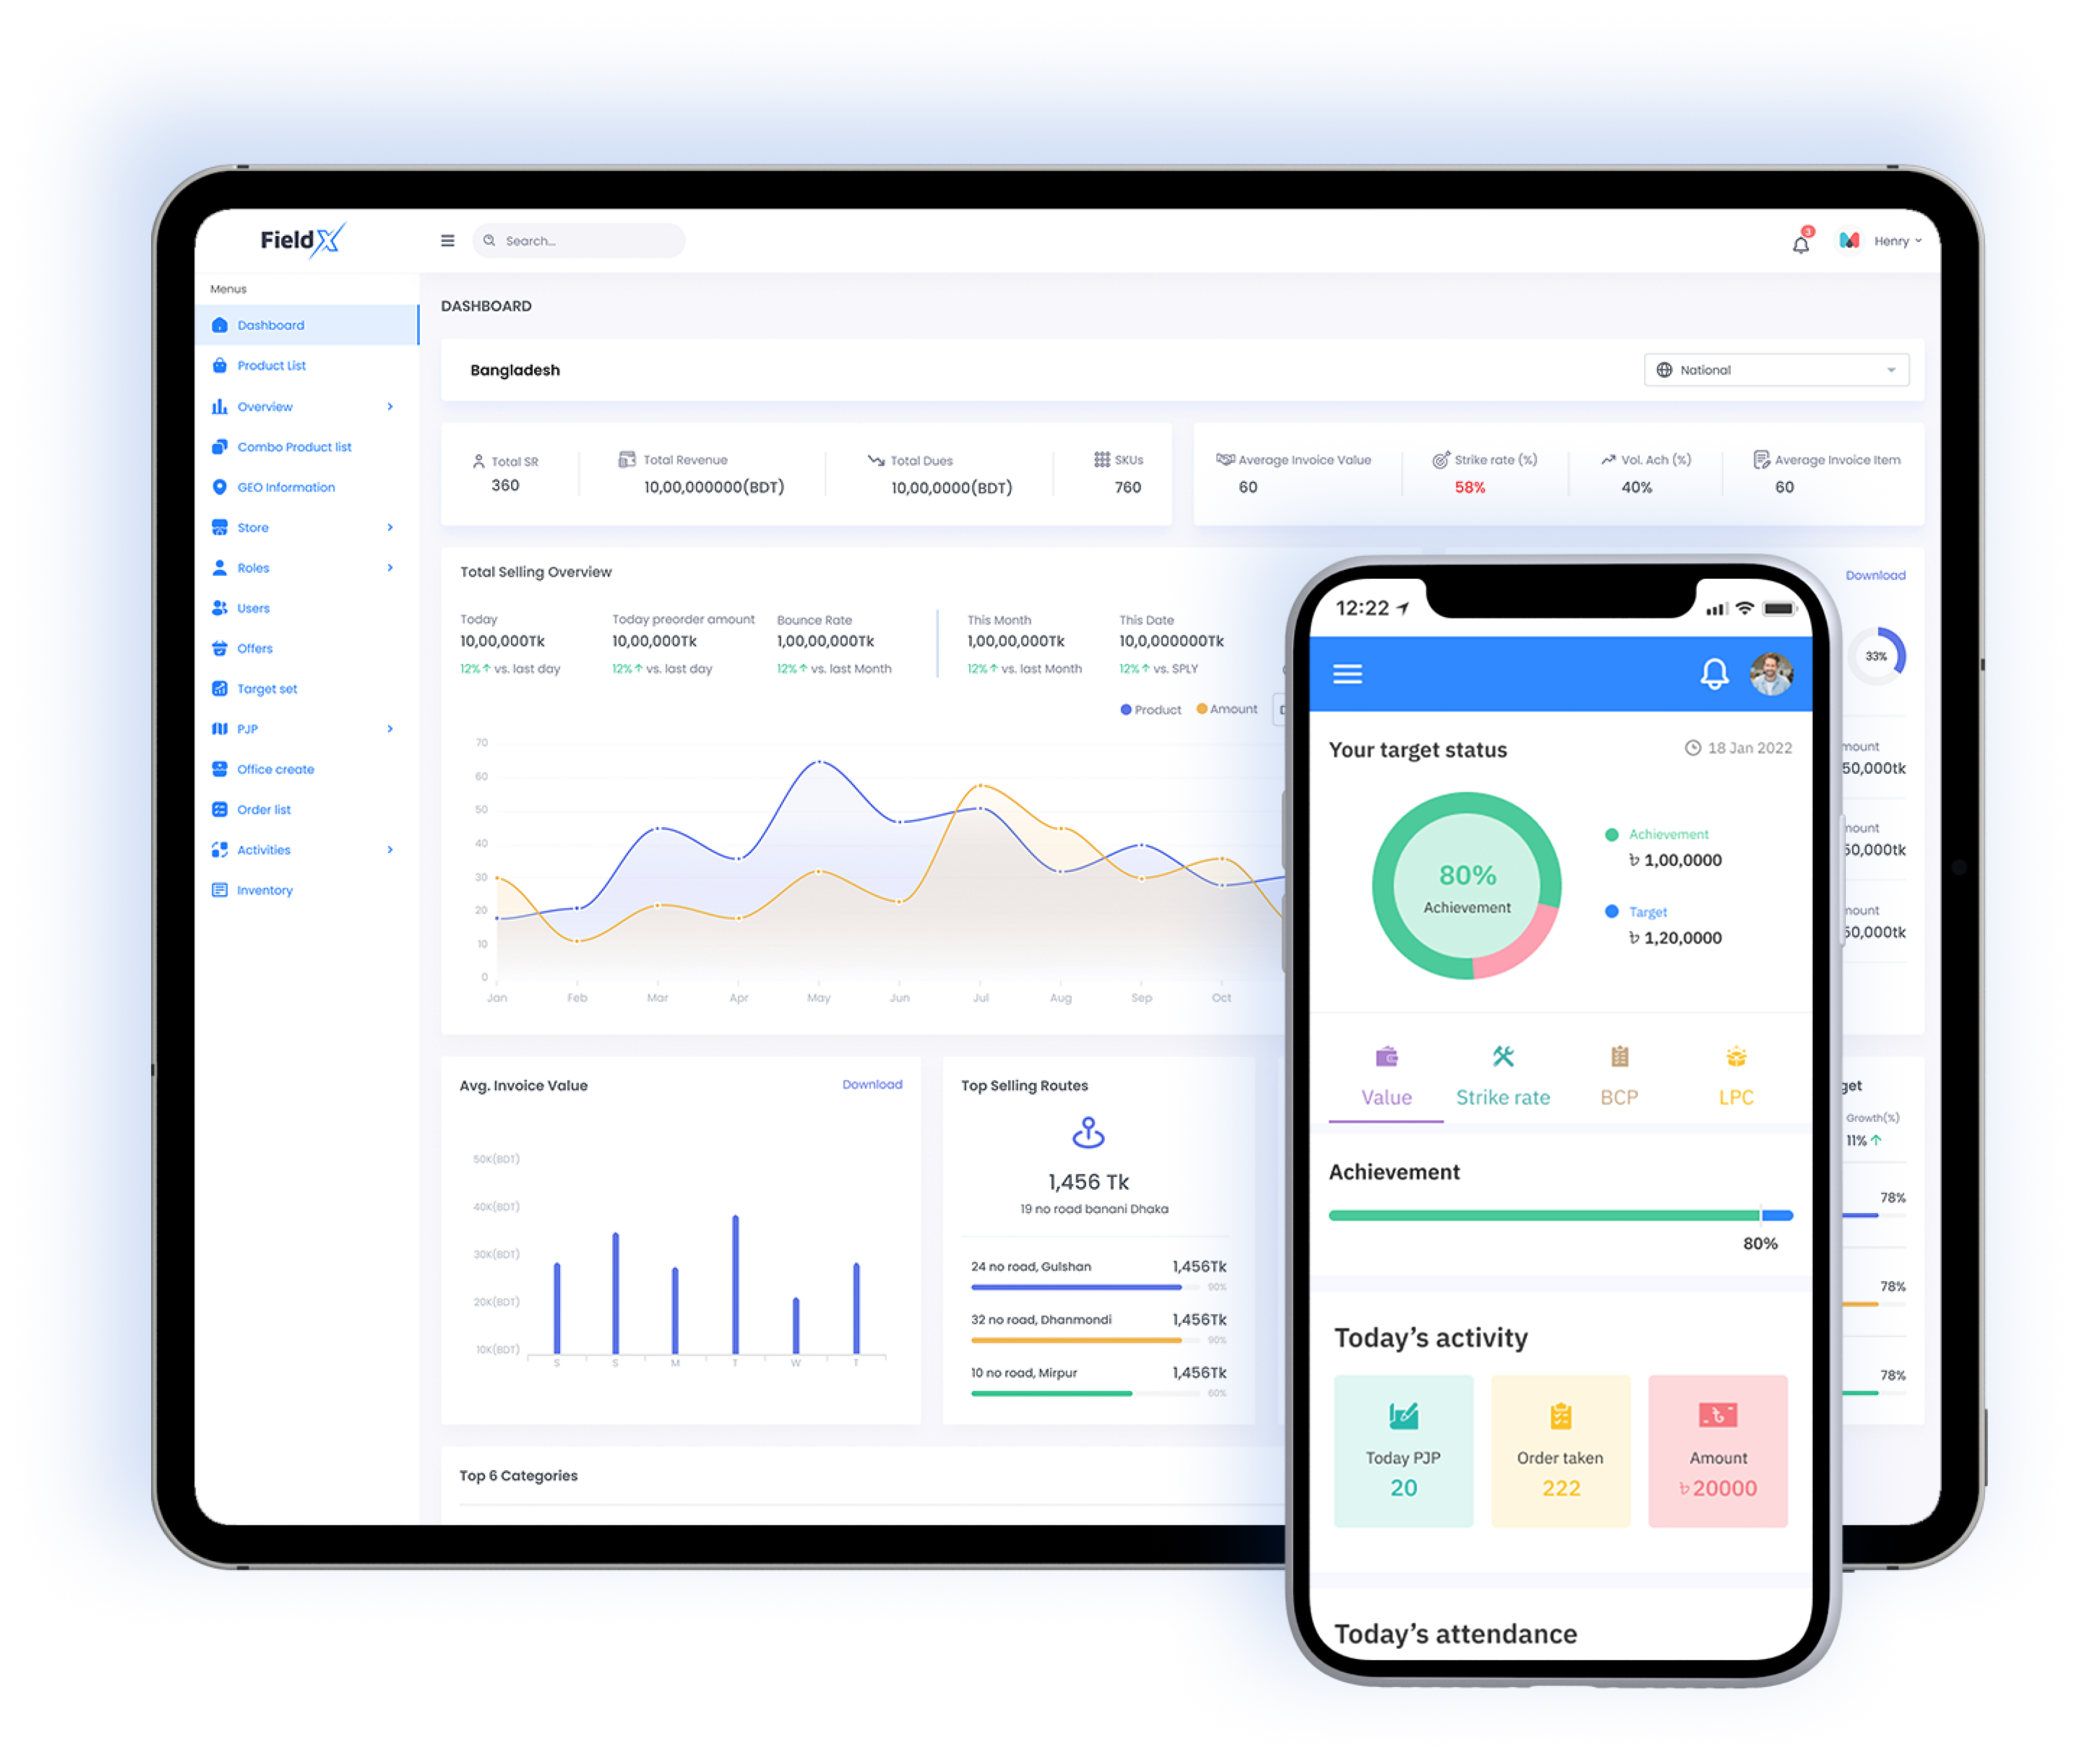 FieldX
Search...
3
Henry
Menus
Dashboard
Product List
Overview
Combo Product list
GEO Information
Store
Roles
Users
Offers
Target set
PJP
Office create
Order list
Activities
Inventory
DASHBOARD
Bangladesh
National
Total SR
360
Total Revenue
10,00,000000(BDT)
Total Dues
10,00,0000(BDT)
SKUs
760
Average Invoice Value
60
Strike rate (%)
58%
Vol. Ach (%)
40%
Average Invoice Item
60
Total Selling Overview
Today
10,00,000Tk
12% ↑ vs. last day
Today preorder amount
10,00,000Tk
12% ↑ vs. last day
Bounce Rate
1,00,00,000Tk
12% ↑ vs. last Month
This Month
1,00,00,000Tk
12% ↑ vs. last Month
This Date
10,0,0000000Tk
12% ↑ vs. SPLY
Product Amount
70
60
50
40
30
20
10
0
Jan Feb Mar Apr May Jun Jul Aug Sep Oct
Download
33%
50,000tk
50,000tk
50,000tk
Avg. Invoice Value
Download
50K(BDT)
40K(BDT)
30K(BDT)
20K(BDT)
10K(BDT)
S S M T W T
Top Selling Routes
1,456 Tk
19 no road banani Dhaka
24 no road, Gulshan 1,456Tk
90%
32 no road, Dhanmondi 1,456Tk
90%
10 no road, Mirpur 1,456Tk
60%
Growth(%)
11% ↑
78%
78%
78%
Top 6 Categories
12:22
Your target status
18 Jan 2022
80%
Achievement
Achievement
৳ 1,00,0000
Target
৳ 1,20,0000
Value
Strike rate
BCP
LPC
Achievement
80%
Today’s activity
Today PJP
20
Order taken
222
৳
Amount
৳ 20000
Today’s attendance